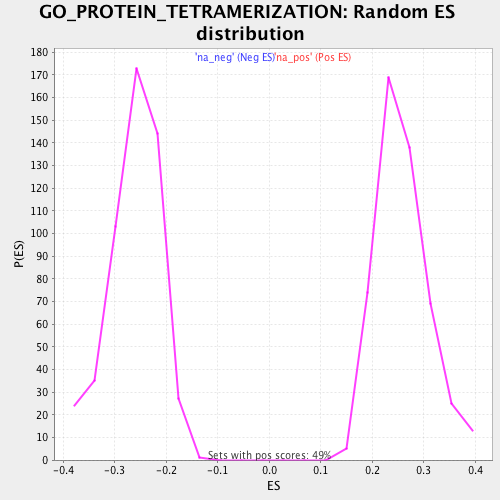 GO_PROTEIN_TETRAMERIZATION: Random ES
distribution
'na_neg' (Neg ES) 'na_pos' (Pos ES)
180
170
160
150
140
130
120
110
100
90
80
70
60
50
40
30
20
10
0
P(ES)
Sets with pos scores: 49%
-0.4 -0.3 -0.2 -0.1 0.0 0.1 0.2 0.3 0.4
ES